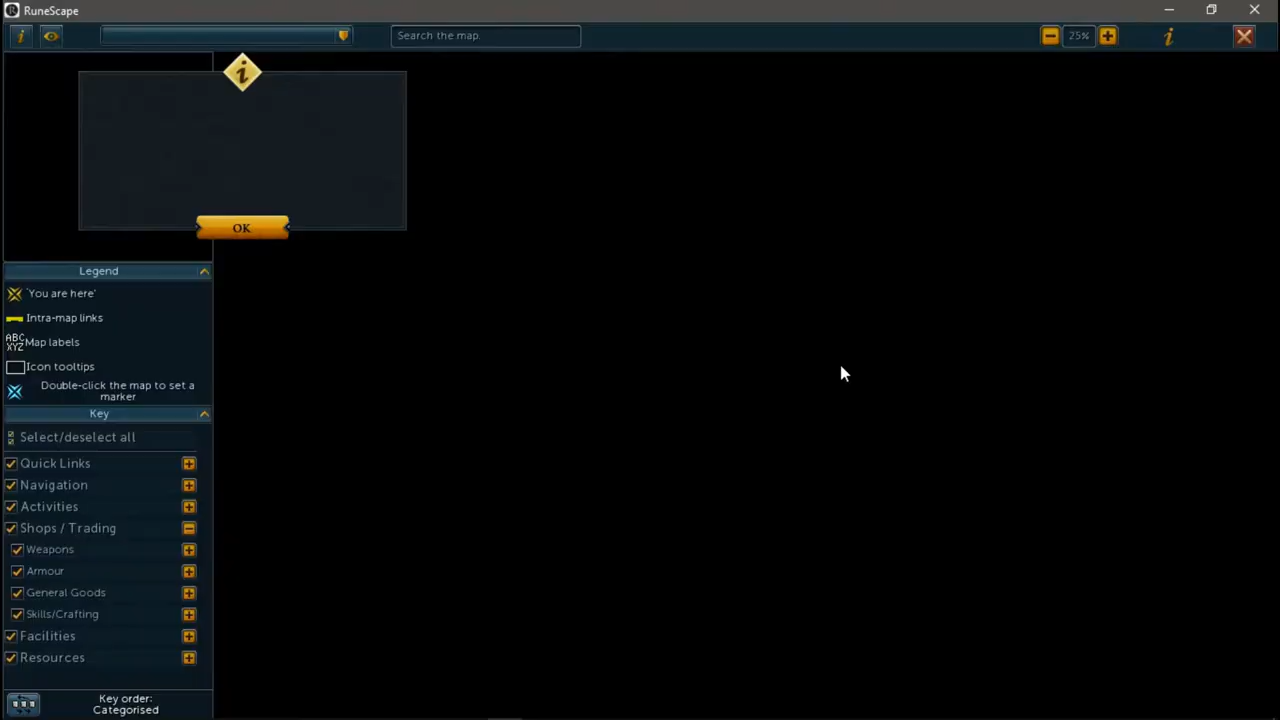 RuneScape
Search the map.
25%
OK
Legend
'You are here'
Intra-map links
ABC
XYZ
Map labels
Icon tooltips
Double-click the map to set a
marker
Key
Select/deselect all
Quick Links
Navigation
Activities
Shops / Trading
Weapons
Armour
General Goods
Skills/Crafting
Facilities
Resources
Key order:
Categorised